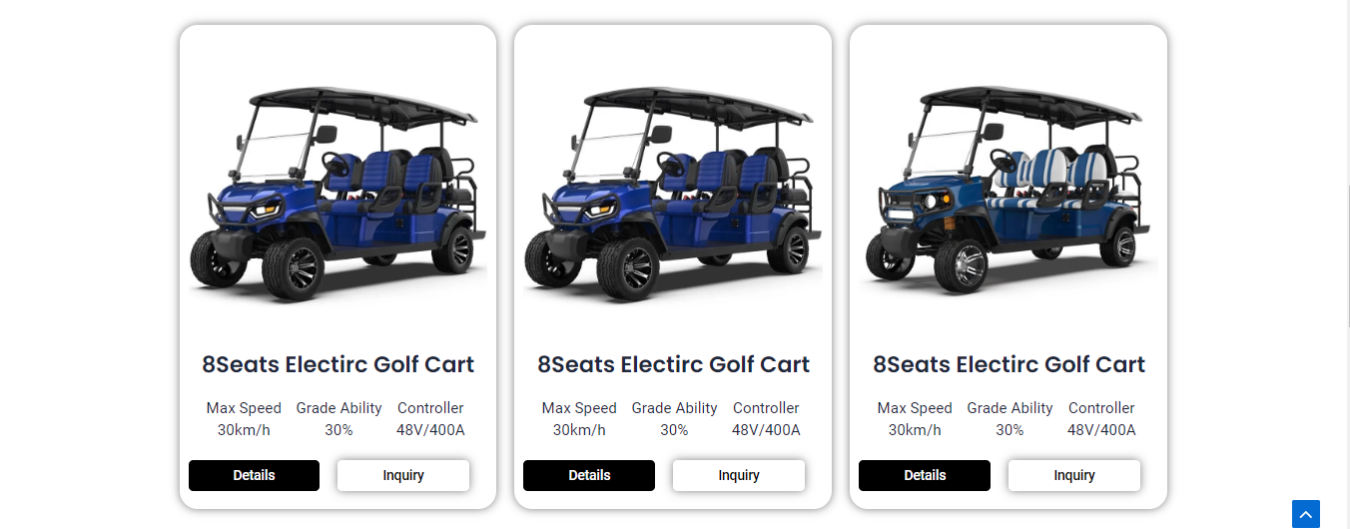 8Seats Electirc Golf Cart
Max Speed Grade Ability Controller
30km/h 30% 48V/400A
Details Inquiry
8Seats Electirc Golf Cart
Max Speed Grade Ability Controller
30km/h 30% 48V/400A
Details Inquiry
8Seats Electirc Golf Cart
Max Speed Grade Ability Controller
30km/h 30% 48V/400A
Details Inquiry